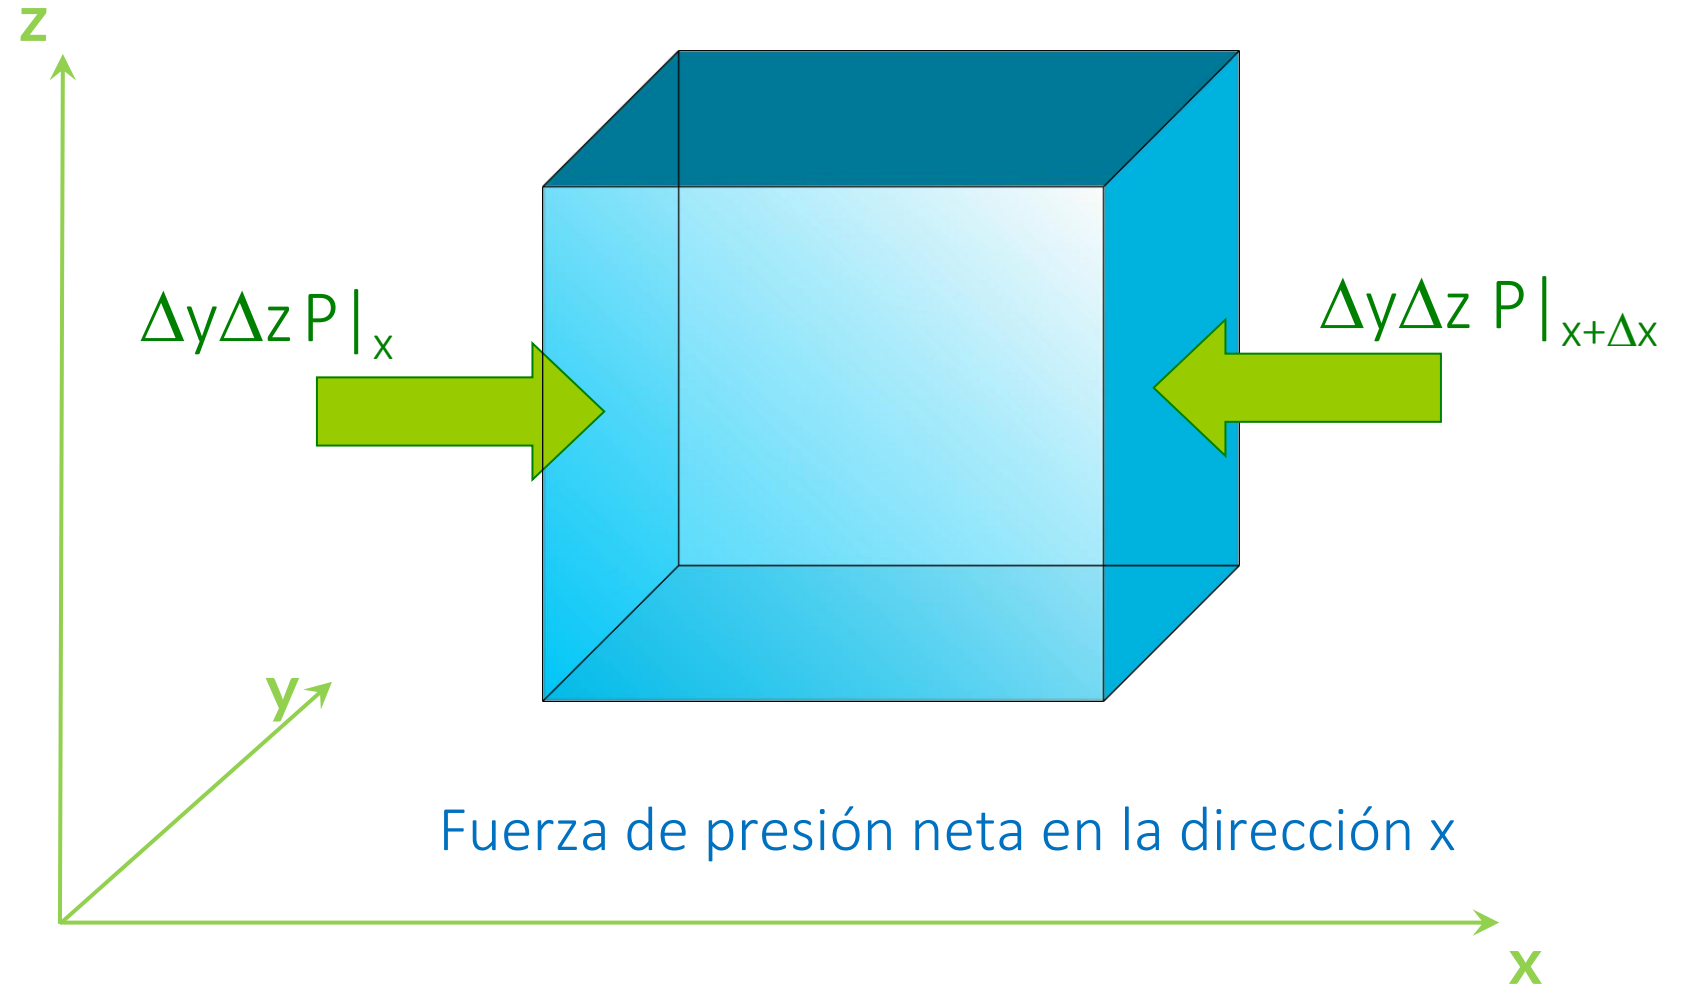 z
ΔyΔz P|x
ΔyΔz P|x+Δx
y
Fuerza de presión neta en la dirección x
x